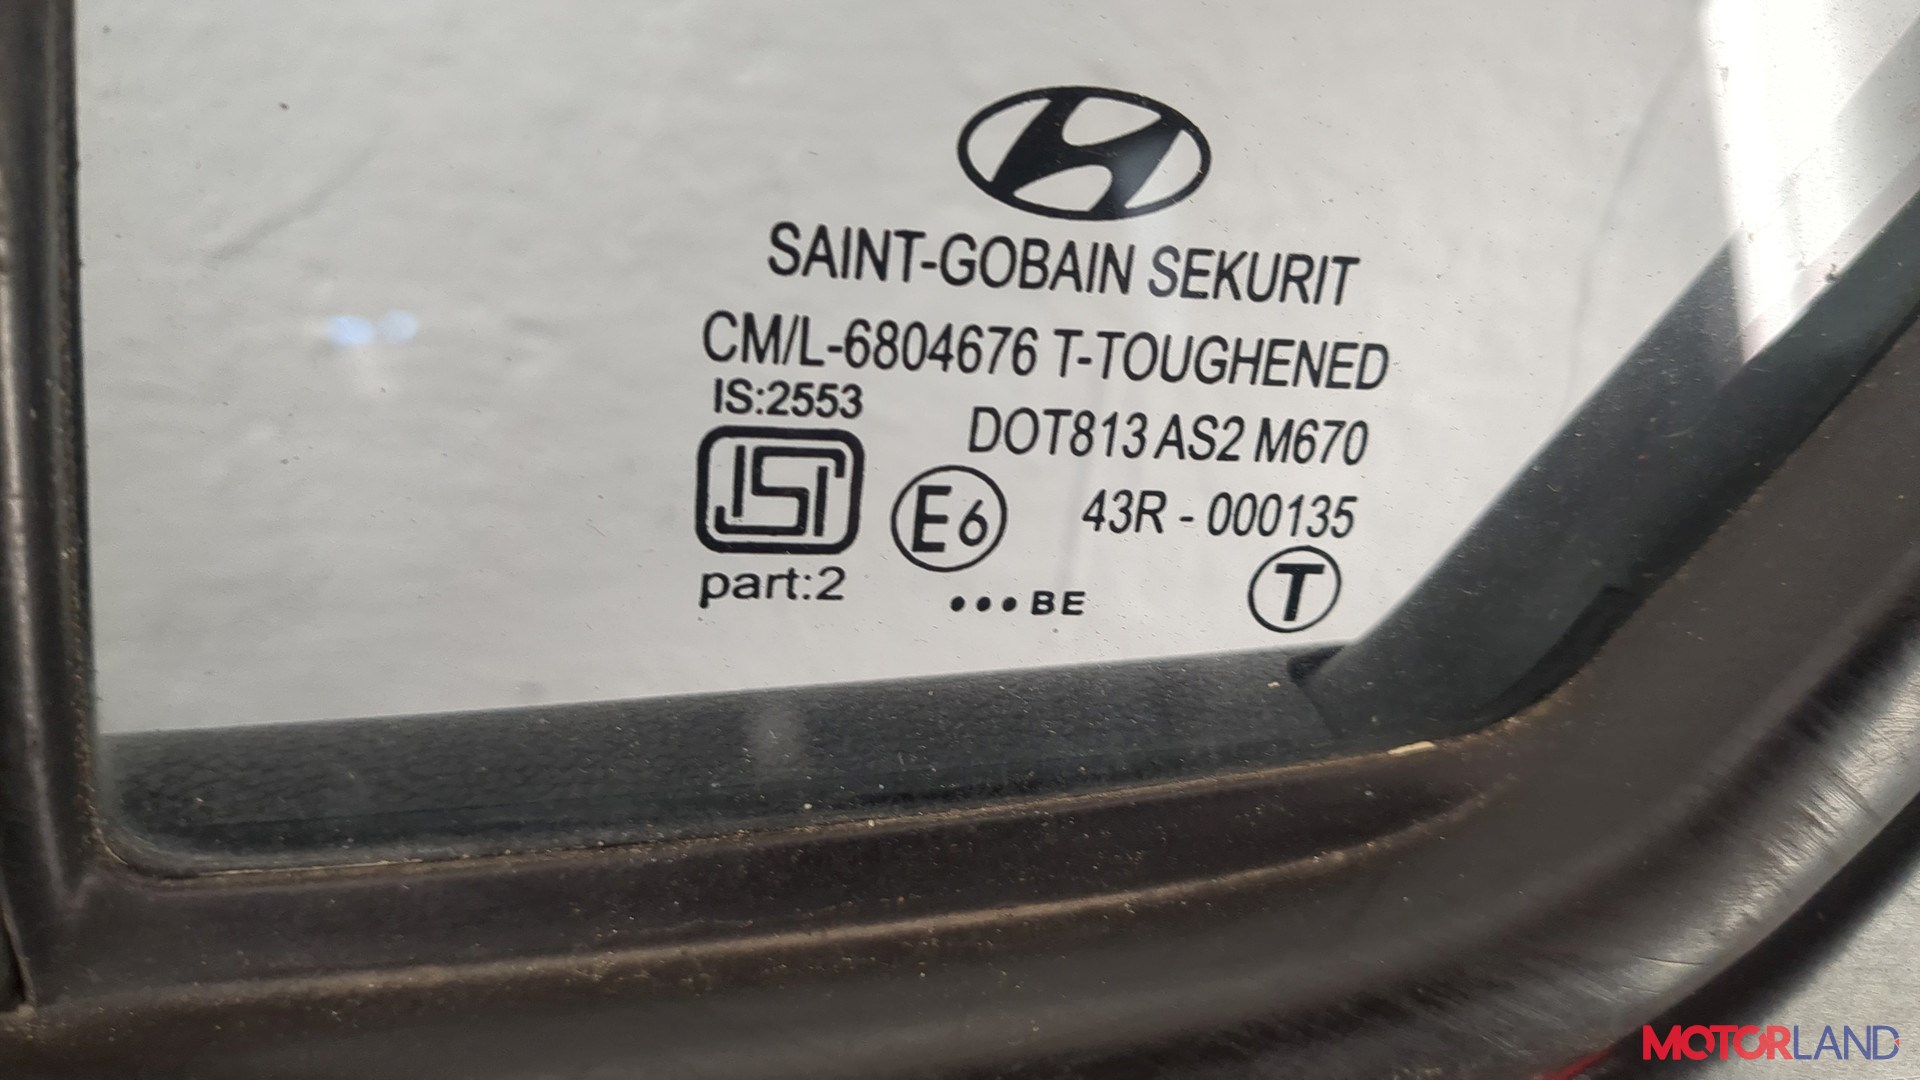 SAINT-GOBAIN SEKURIT
CM/L-6804676 T-TOUGHENED
IS:2553
DOT813 AS2 M670
ISI
E6
43R - 000135
part:2
•••BE
T
MOTORLAND